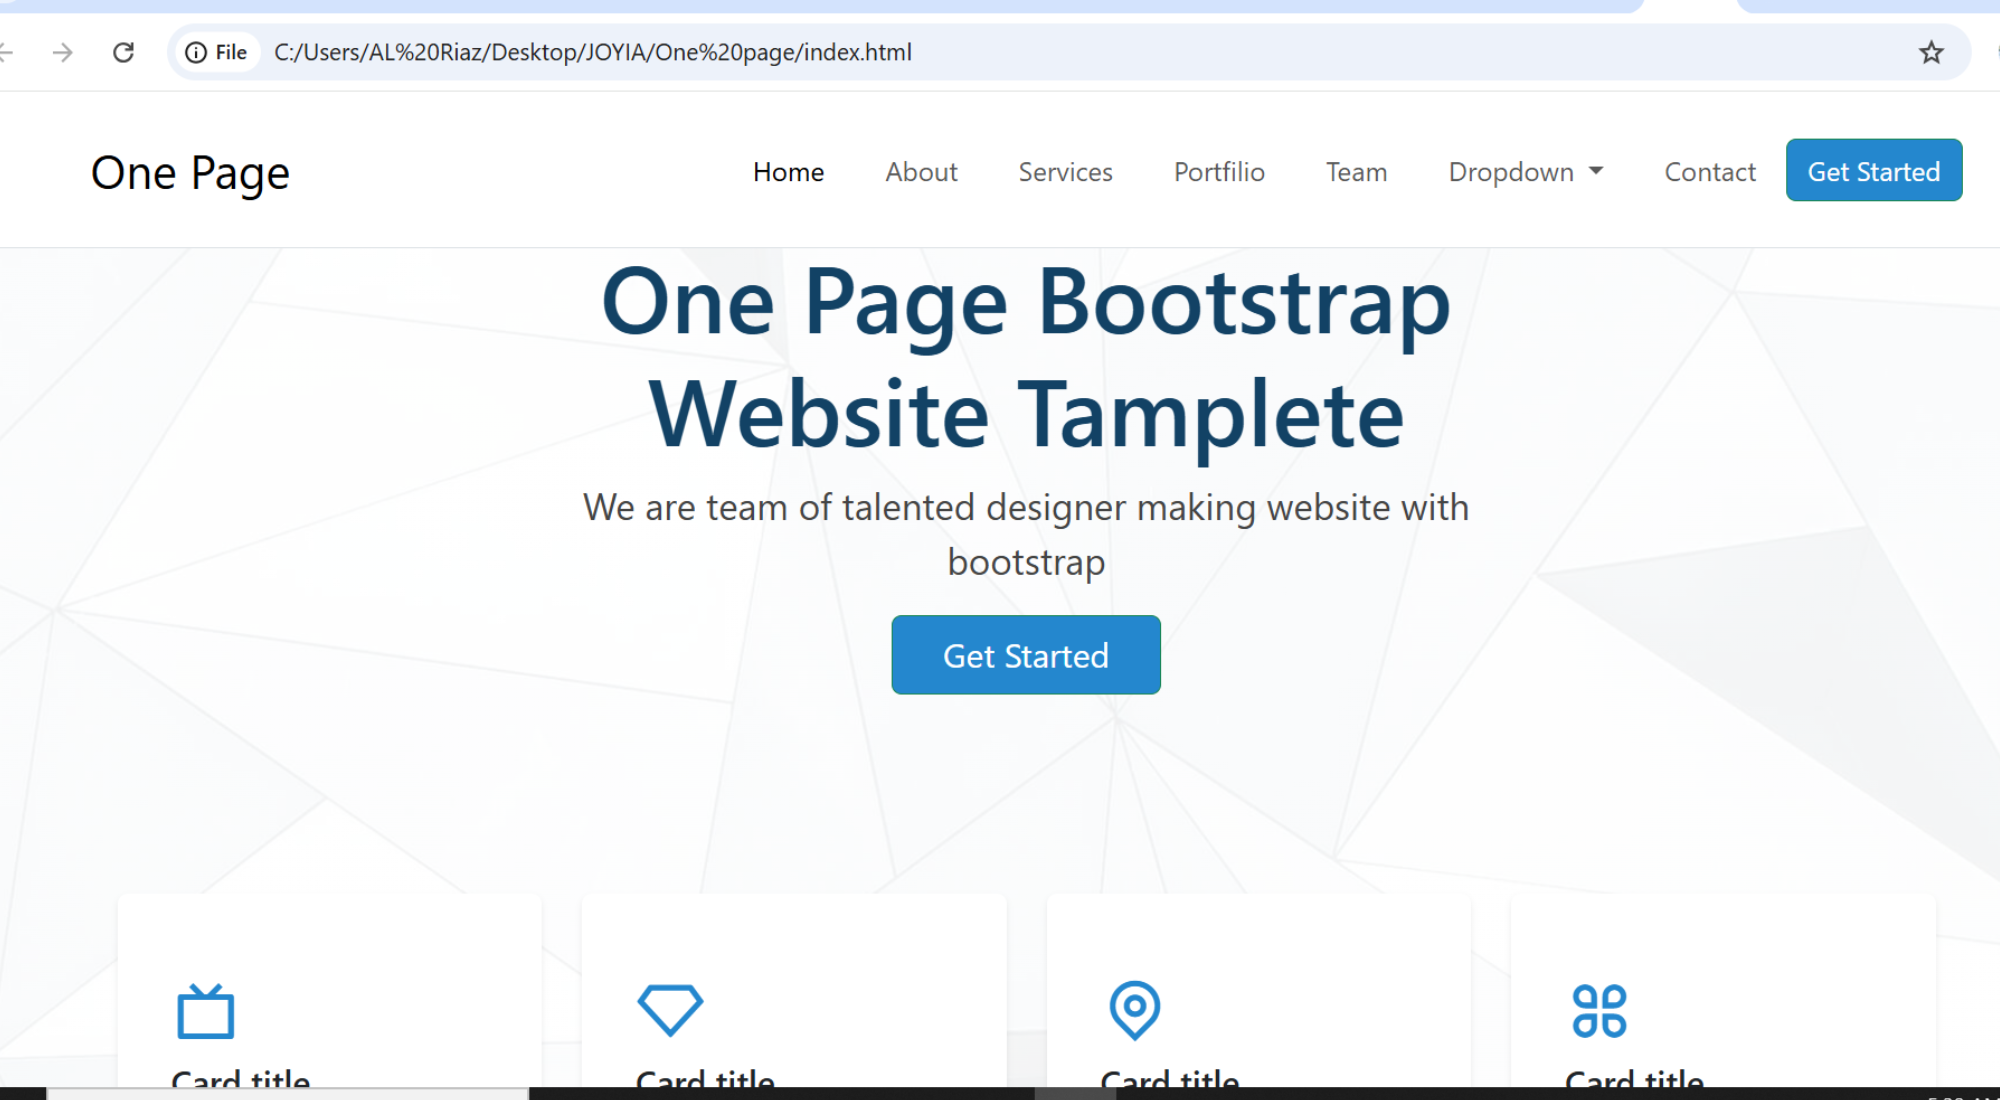 File C:/Users/AL%20Riaz/Desktop/JOYIA/One%20page/index.html
One Page Home About Services Portfilio Team Dropdown Contact Get Started
One Page Bootstrap
Website Tamplete
We are team of talented designer making website with
bootstrap
Get Started
Card title Card title Card title Card title